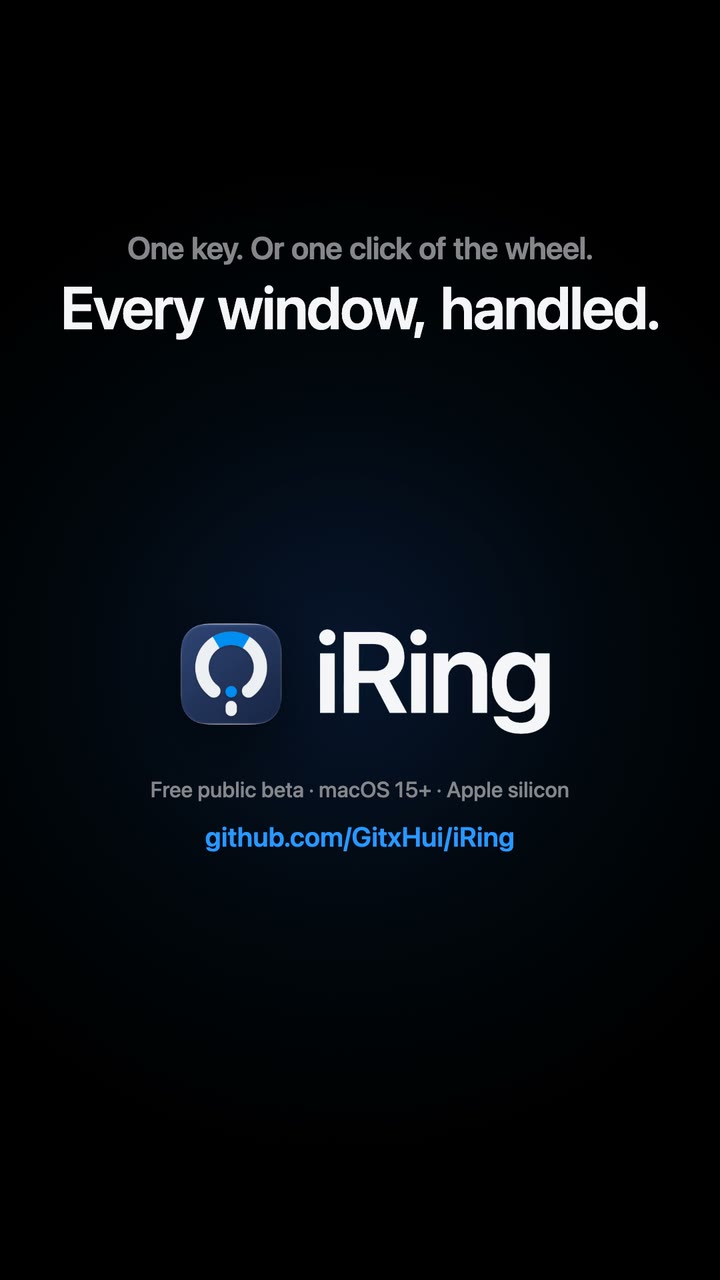 One key. Or one click of the wheel.
Every window, handled.
iRing
Free public beta · macOS 15+ · Apple silicon
github.com/GitxHui/iRing